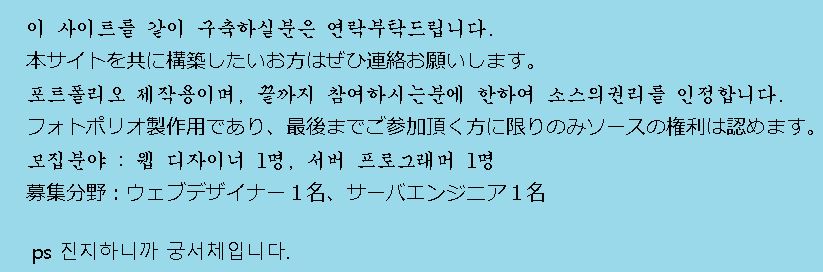 이 사이트를 같이 구축하실분은 연락부탁드립니다.
本サイトを共に構築したいお方はぜひ連絡お願いします。
포트폴리오 제작용이며, 끝까지 참여하시는분에 한하여 소스의권리를 인정합니다.
フォトポリオ製作用であり、最後までご参加頂く方に限りのみソースの権利は認めます。
모집분야 : 웹 디자이너 1명, 서버 프로그래머 1명
募集分野：ウェブデザイナー１名、サーバエンジニア１名
ps 진지하니까 궁서체입니다.